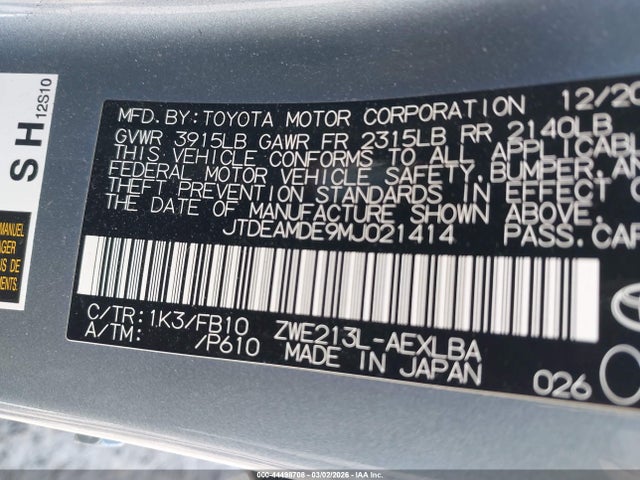 SH
12S10
MANUEL
MFD. BY: TOYOTA MOTOR CORPORATION 12/20
GVWR 3915LB GAWR FR 2315LB RR 2140LB
THIS VEHICLE CONFORMS TO ALL APPLICABL
FEDERAL MOTOR VEHICLE SAFETY, BUMPER, AN
THEFT PREVENTION STANDARDS IN EFFECT O
THE DATE OF MANUFACTURE SHOWN ABOVE.
JTDEAMDE9MJ021414 PASS. CAR
C/TR: 1K3/FB10 ZWE213L-AEXLBA
A/TM: /P610 MADE IN JAPAN 026
000-44498708 - 03/02/2026 - IAA Inc.